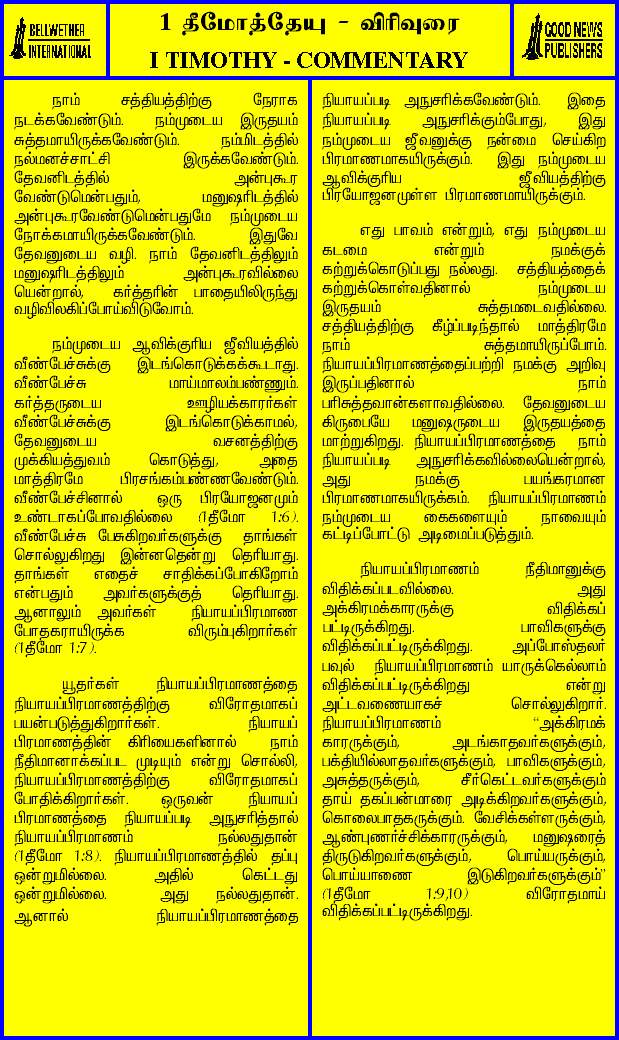 BELLWETHER
INTERNATIONAL
1 தீமோத்தேயு - விரிவுரை
I TIMOTHY - COMMENTARY
GOOD NEWS
PUBLISHERS
நாம் சத்தியத்திற்கு நேராக
நடக்கவேண்டும். நம்முடைய இருதயம்
சுத்தமாயிருக்கவேண்டும். நம்மிடத்தில்
நல்மனச்சாட்சி இருக்கவேண்டும்.
தேவனிடத்தில் அன்புகூர
வேண்டுமென்பதும், மனுஷரிடத்தில்
அன்புகூரவேண்டுமென்பதுமே நம்முடைய
நோக்கமாயிருக்கவேண்டும். இதுவே
தேவனுடைய வழி. நாம் தேவனிடத்திலும்
மனுஷரிடத்திலும் அன்புகூரவில்லை
யென்றால், கர்த்தரின் பாதையிலிருந்து
வழிவிலகிப்போய்விடுவோம்.
நம்முடைய ஆவிக்குரிய ஜீவியத்தில்
வீண்பேச்சுக்கு இடங்கொடுக்கக்கூடாது.
வீண்பேச்சு மாய்மாலம்பண்ணும்.
கர்த்தருடைய ஊழியக்காரர்கள்
வீண்பேச்சுக்கு இடங்கொடுக்காமல்,
தேவனுடைய வசனத்திற்கு
முக்கியத்துவம் கொடுத்து, அதை
மாத்திரமே பிரசங்கம்பண்ணவேண்டும்.
வீண்பேச்சினால் ஒரு பிரயோஜனமும்
உண்டாகப்போவதில்லை (1தீமோ 1:6).
வீண்பேச்சு பேசுகிறவர்களுக்கு தாங்கள்
சொல்லுகிறது இன்னதென்று தெரியாது.
தாங்கள் எதைச் சாதிக்கப்போகிறோம்
என்பதும் அவர்களுக்குத் தெரியாது.
ஆனாலும் அவர்கள் நியாயப்பிரமாண
போதகராயிருக்க விரும்புகிறார்கள்
(1தீமோ 1:7).
யூதர்கள் நியாயப்பிரமாணத்தை
நியாயப்பிரமாணத்திற்கு விரோதமாகப்
பயன்படுத்துகிறார்கள். நியாயப்
பிரமாணத்தின் கிரியைகளினால் நாம்
நீதிமானாக்கப்பட முடியும் என்று சொல்லி,
நியாயப்பிரமாணத்திற்கு விரோதமாகப்
போதிக்கிறார்கள். ஒருவன் நியாயப்
பிரமாணத்தை நியாயப்படி அநுசரித்தால்
நியாயப்பிரமாணம் நல்லதுதான்
(1தீமோ 1:8). நியாயப்பிரமாணத்தில் தப்பு
ஒன்றுமில்லை. அதில் கெட்டது
ஒன்றுமில்லை. அது நல்லதுதான்.
ஆனால் நியாயப்பிரமாணத்தை
நியாயப்படி அநுசரிக்கவேண்டும். இதை
நியாயப்படி அநுசரிக்கும்போது, இது
நம்முடைய ஜீவனுக்கு நன்மை செய்கிற
பிரமாணமாகயிருக்கும். இது நம்முடைய
ஆவிக்குரிய ஜீவியத்திற்கு
பிரயோஜனமுள்ள பிரமாணமாயிருக்கும்.
எது பாவம் என்றும், எது நம்முடைய
கடமை என்றும் நமக்குக்
கற்றுக்கொடுப்பது நல்லது. சத்தியத்தைக்
கற்றுக்கொள்வதினால் நம்முடைய
இருதயம் சுத்தமடைவதில்லை.
சத்தியத்திற்கு கீழ்ப்படிந்தால் மாத்திரமே
நாம் சுத்தமாயிருப்போம்.
நியாயப்பிரமாணத்தைப்பற்றி நமக்கு அறிவு
இருப்பதினால் நாம்
பரிசுத்தவான்களாவதில்லை. தேவனுடைய
கிருபையே மனுஷருடைய இருதயத்தை
மாற்றுகிறது. நியாயப்பிரமாணத்தை நாம்
நியாயப்படி அநுசரிக்கவில்லையென்றால்,
அது நமக்கு பயங்கரமான
பிரமாணமாகயிருக்கம். நியாயப்பிரமாணம்
நம்முடைய கைகளையும் நாவையும்
கட்டிப்போட்டு அடிமைப்படுத்தும்.
நியாயப்பிரமாணம் நீதிமானுக்கு
விதிக்கப்படவில்லை. அது
அக்கிரமக்காரருக்கு விதிக்கப்
பட்டிருக்கிறது. பாவிகளுக்கு
விதிக்கப்பட்டிருக்கிறது. அப்போஸ்தலர்
பவுல் நியாயப்பிரமாணம் யாருக்கெல்லாம்
விதிக்கப்பட்டிருக்கிறது என்று
அட்டவணையாகச் சொல்லுகிறார்.
நியாயப்பிரமாணம் "அக்கிரமக்
காரருக்கும், அடங்காதவர்களுக்கும்,
பக்தியில்லாதவர்களுக்கும், பாவிகளுக்கும்,
அசுத்தருக்கும், சீர்கெட்டவர்களுக்கும்
தாய் தகப்பன்மாரை அடிக்கிறவர்களுக்கும்,
கொலைபாதகருக்கும். வேசிக்கள்ளருக்கும்,
ஆண்புணர்ச்சிக்காரருக்கும், மனுஷரைத்
திருடுகிறவர்களுக்கும், பொய்யருக்கும்,
பொய்யாணை இடுகிறவர்களுக்கும்"
(1தீமோ 1:9,10) விரோதமாய்
விதிக்கப்பட்டிருக்கிறது.